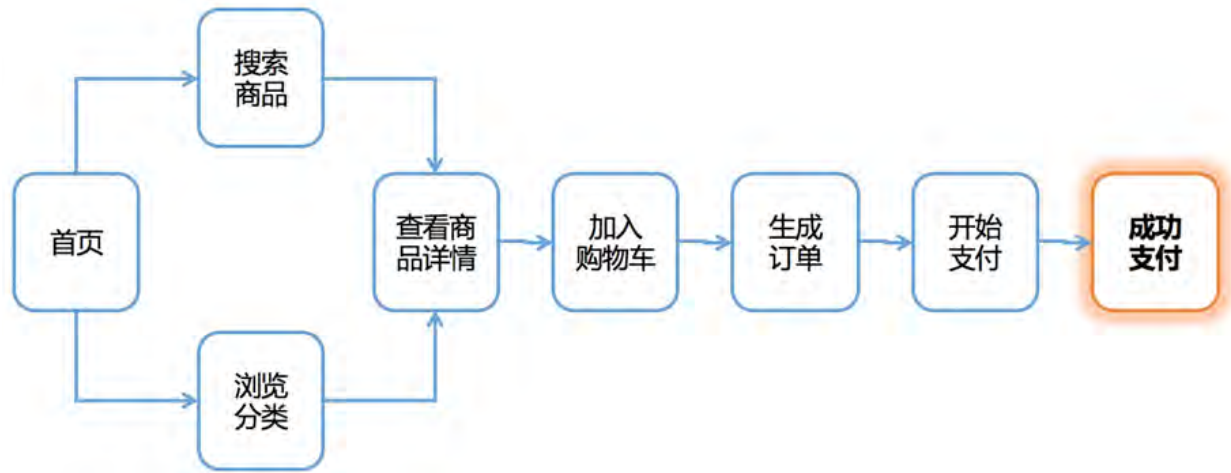 搜索
商品
首页
浏览
分类
查看商
品详情
加入
购物车
生成
订单
开始
支付
成功
支付